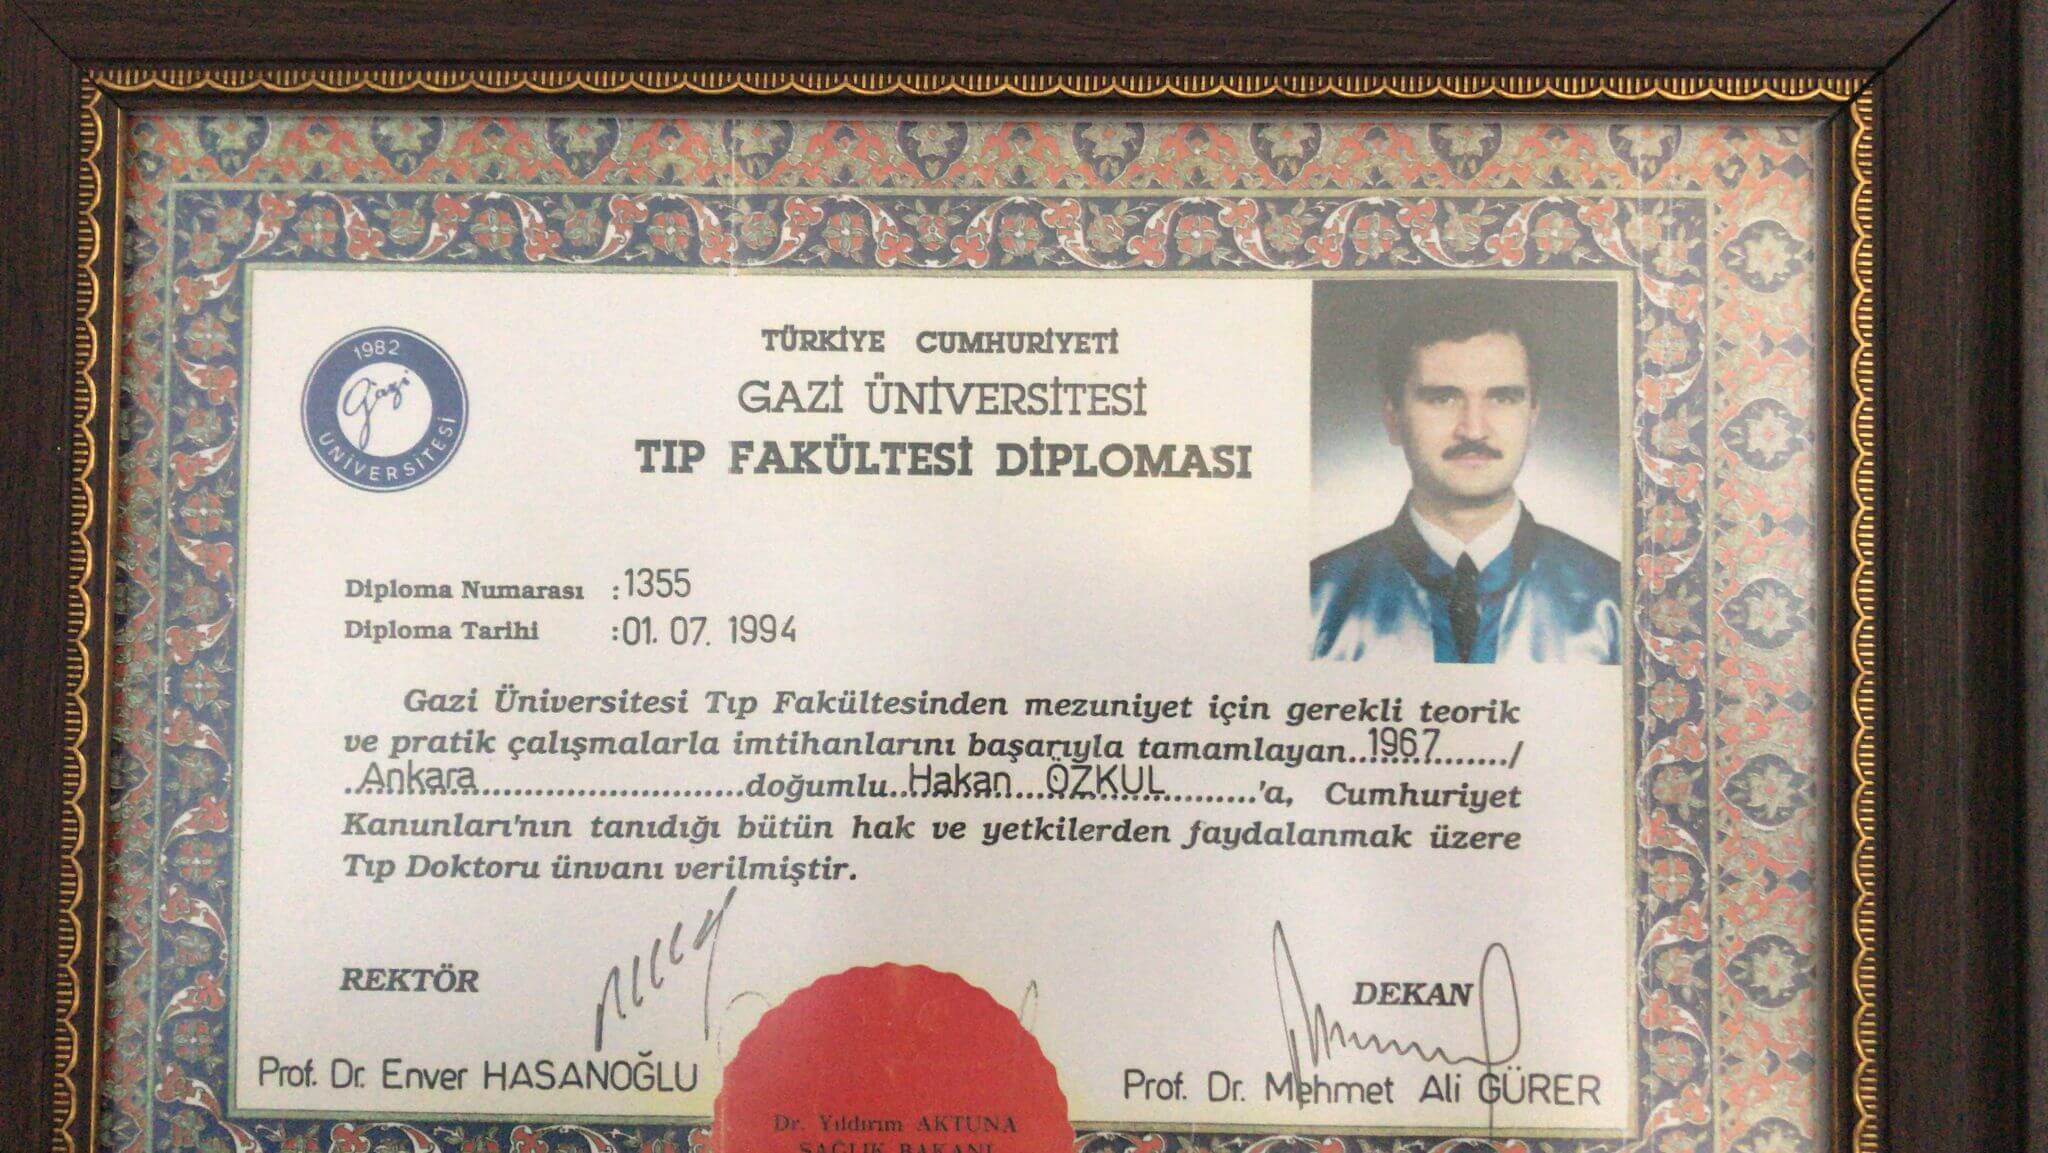 1982
Gazi
ÜNİVERSİTESİ
TÜRKİYE CUMHURİYETİ
GAZİ ÜNİVERSİTESİ
TIP FAKÜLTESİ DİPLOMASI
Diploma Numarası :1355
Diploma Tarihi :01. 07. 1994
Gazi Üniversitesi Tıp Fakültesinden mezuniyet için gerekli teorik
ve pratik çalışmalarla imtihanlarını başarıyla tamamlayan..1967......./
.Ankara.........................doğumlu..Hakan...ÖZKUL..........'a, Cumhuriyet
Kanunları'nın tanıdığı bütün hak ve yetkilerden faydalanmak üzere
Tıp Doktoru ünvanı verilmiştir.
REKTÖR
DEKAN
Prof. Dr. Enver HASANOĞLU
Prof. Dr. Mehmet Ali GÜRER
Dr. Yıldırım AKTUNA
SAĞLIK BAKANI